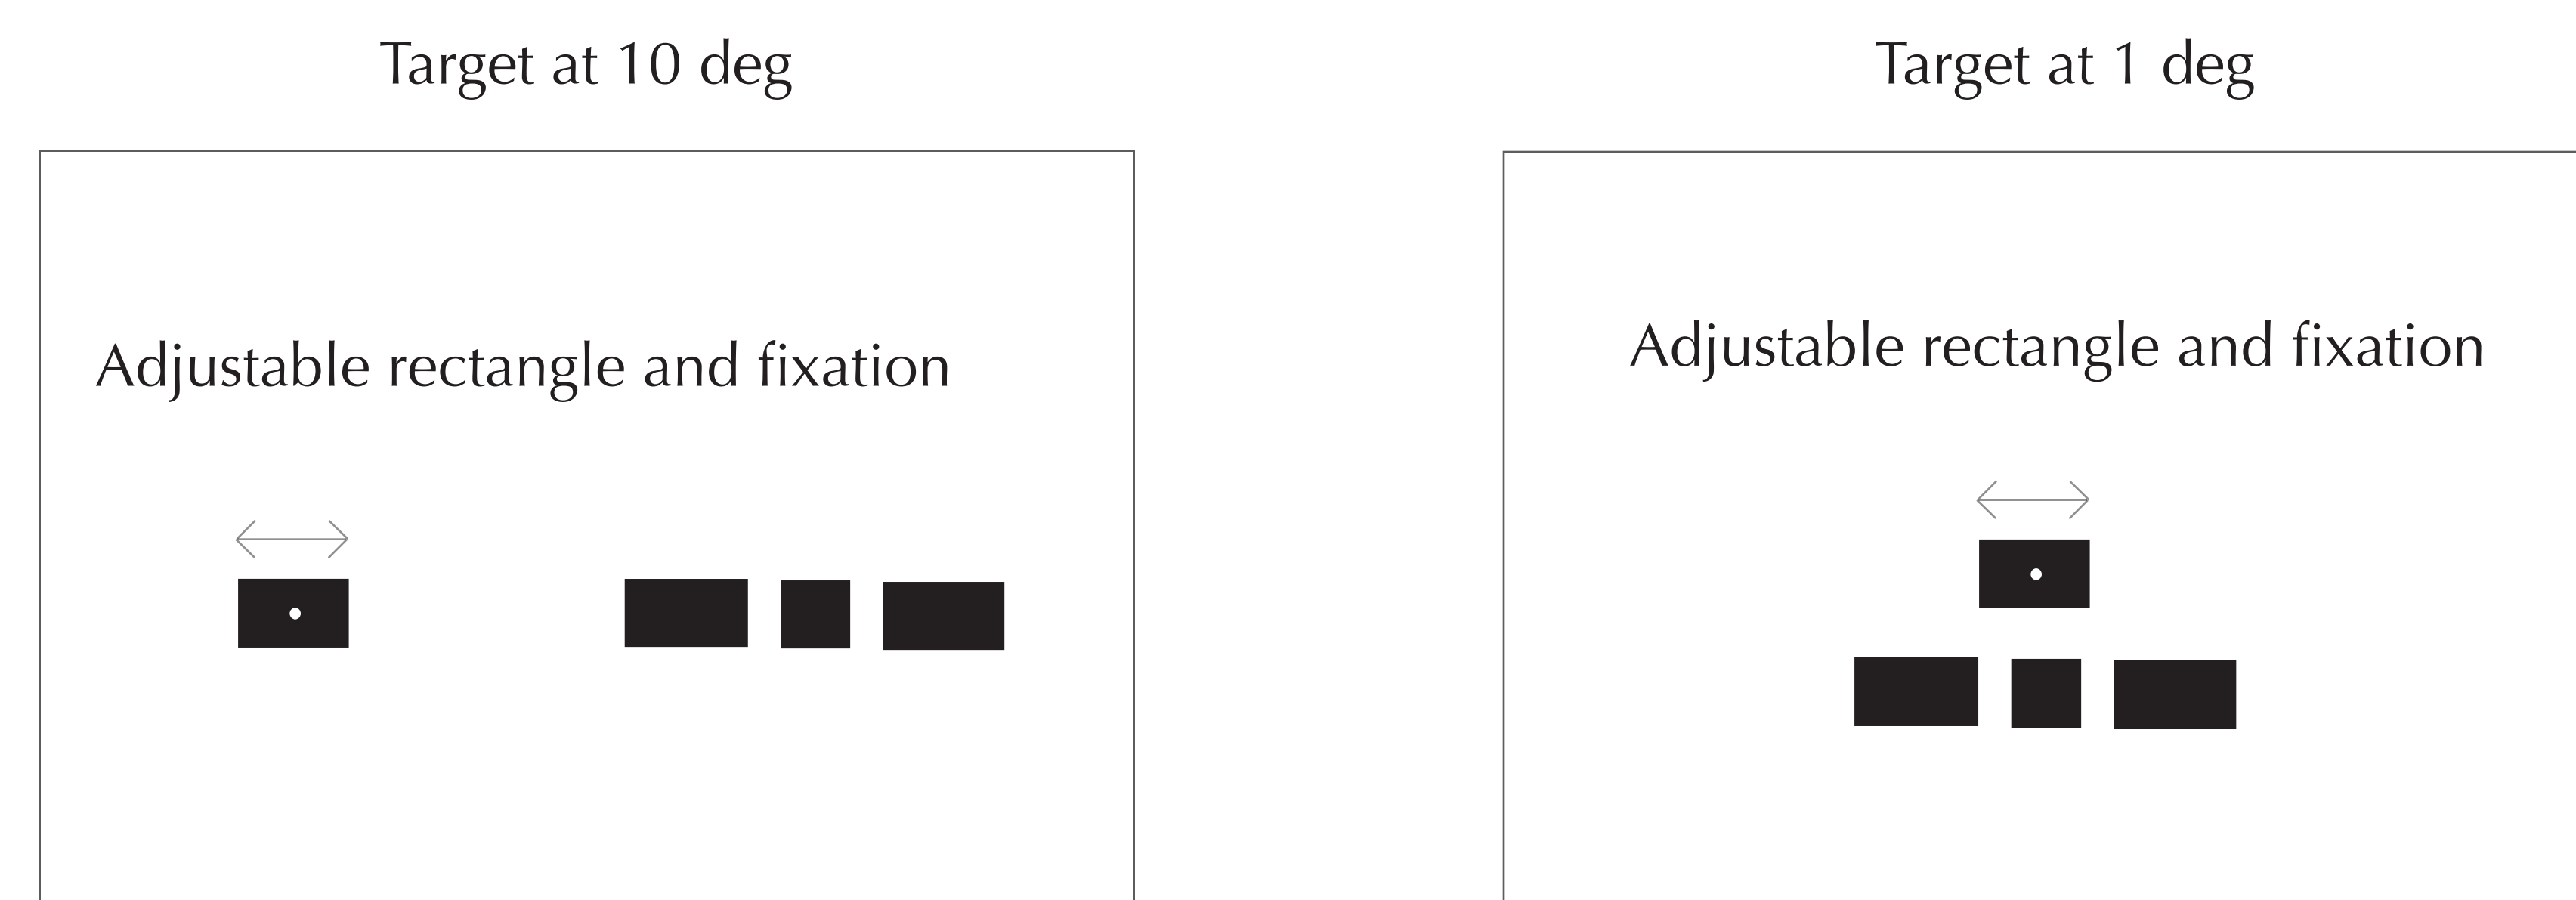 Target at 10 deg
Adjustable rectangle and fixation
Target at 1 deg
Adjustable rectangle and fixation